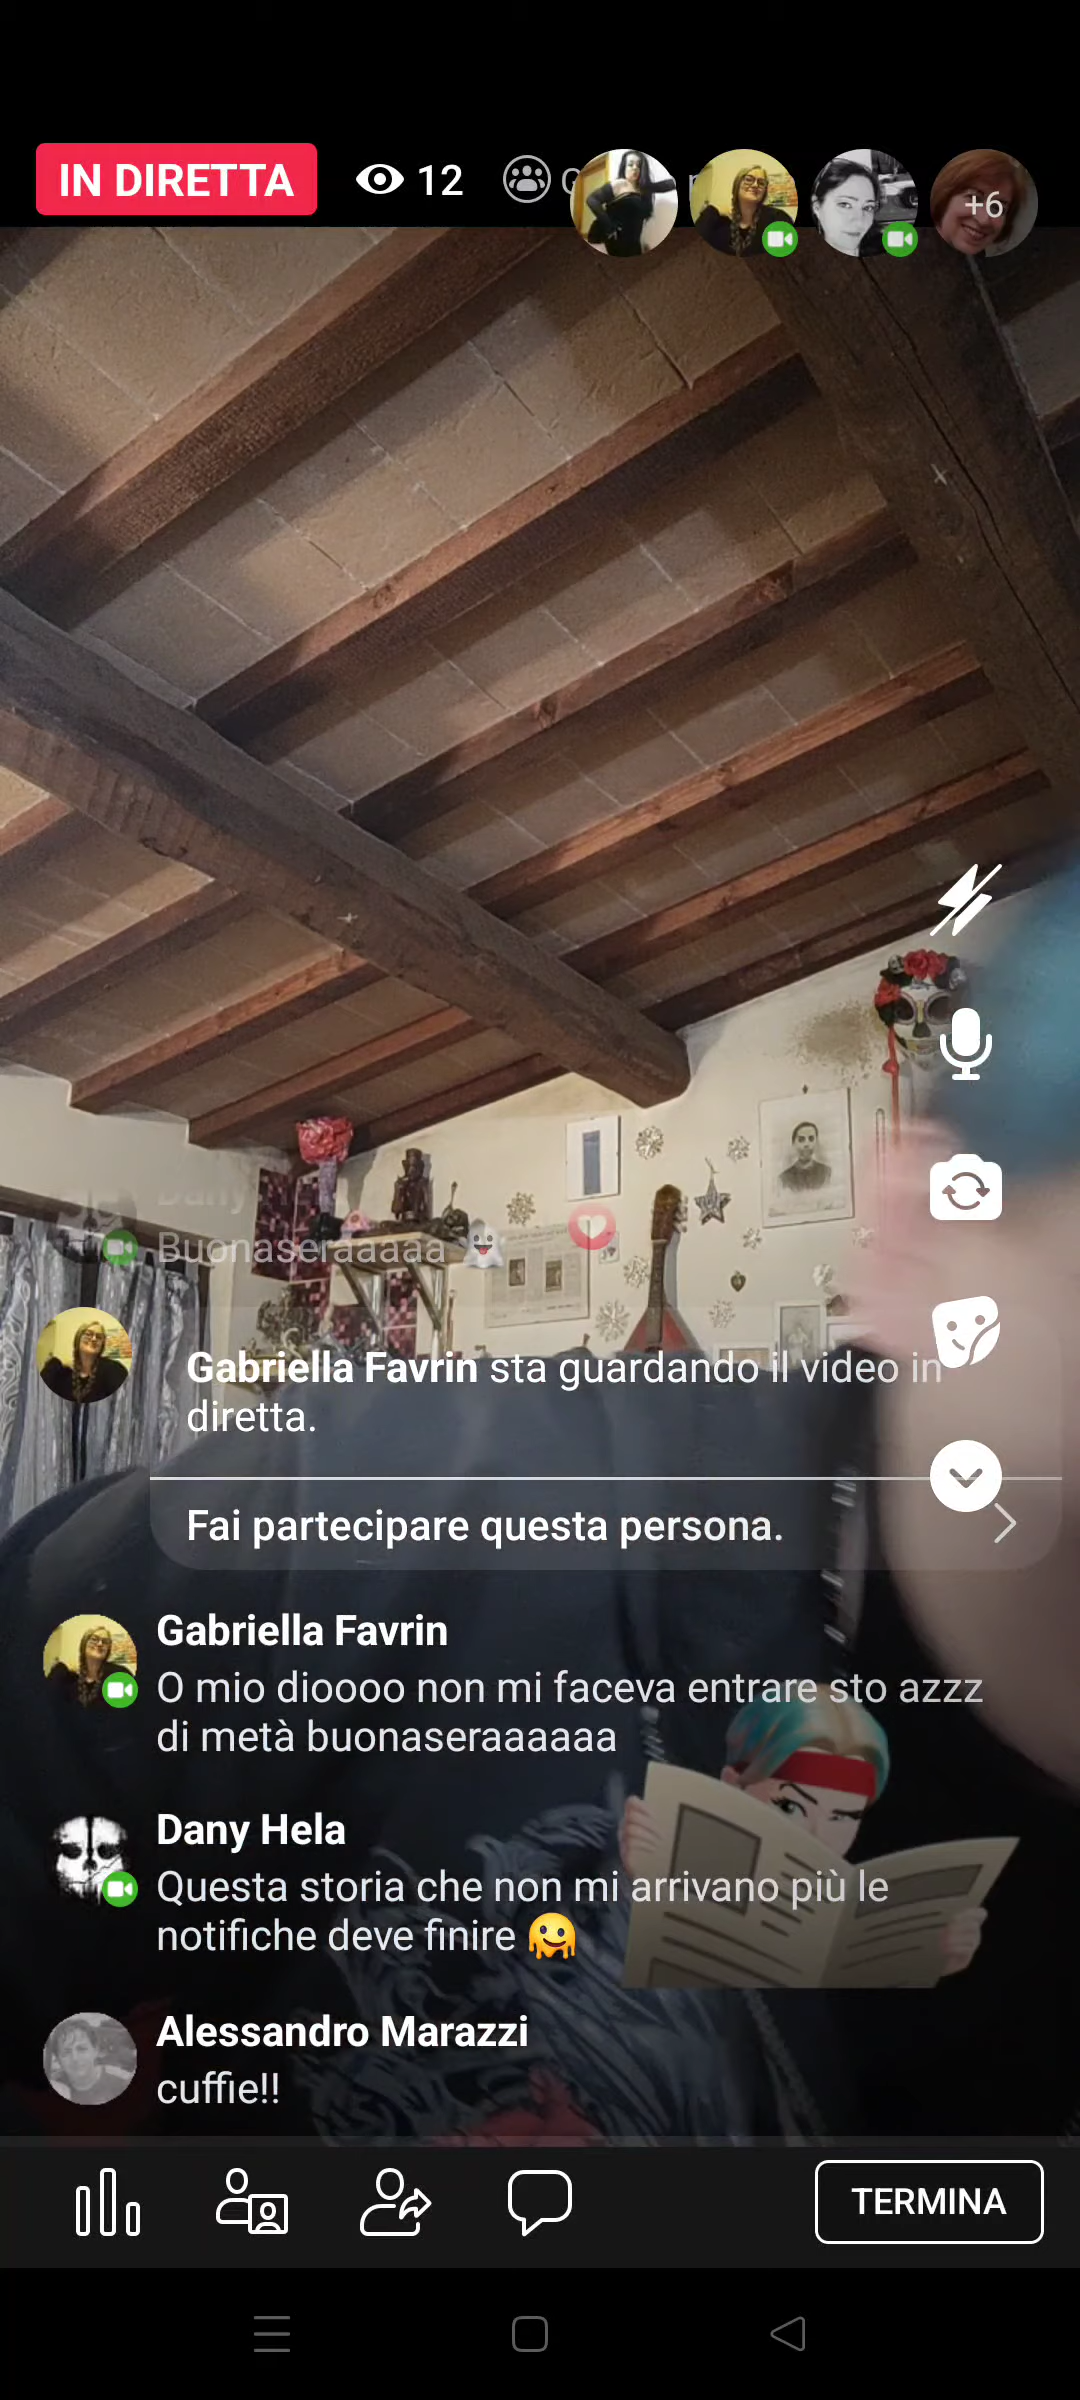 IN DIRETTA
12
+6
Dany
Buonaseraaaaa 👻
Gabriella Favrin sta guardando il video in
diretta.
Fai partecipare questa persona.
Gabriella Favrin
O mio dioooo non mi faceva entrare sto azzz
di metà buonaseraaaaaa
Dany Hela
Questa storia che non mi arrivano più le
notifiche deve finire 🫠
Alessandro Marazzi
cuffie!!
TERMINA